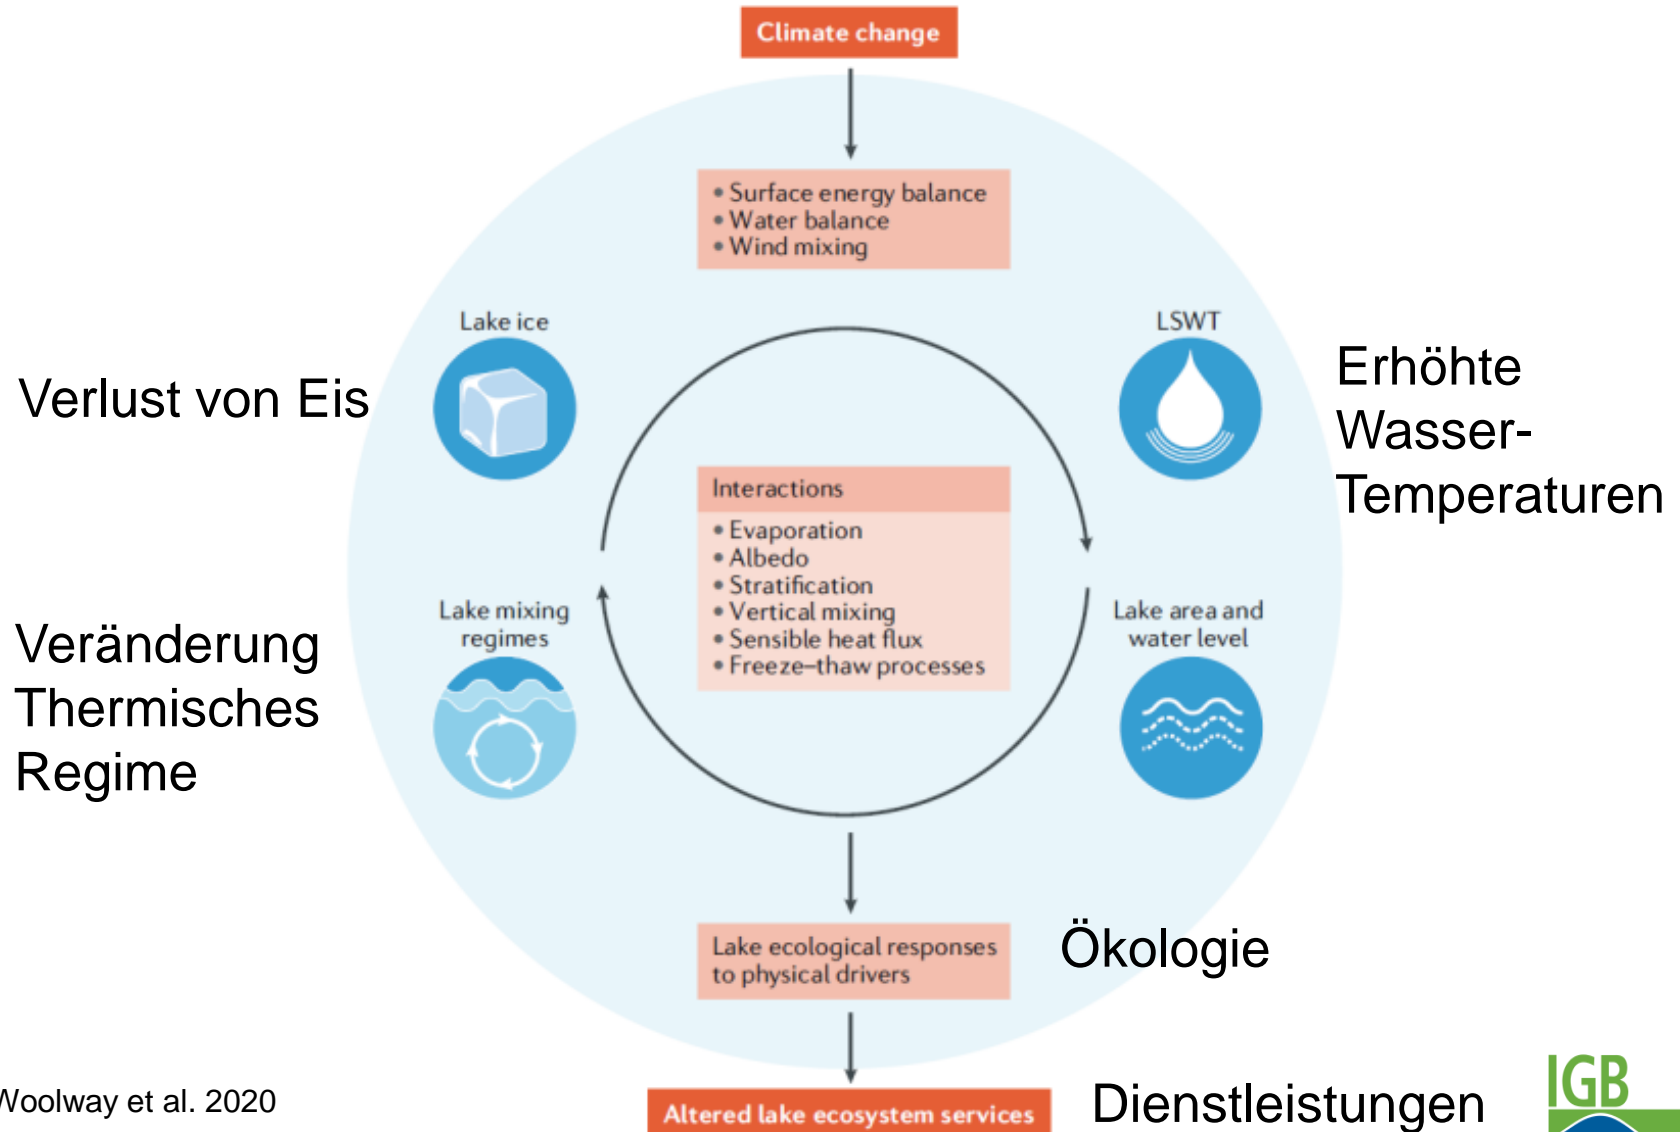 Climate change
• Surface energy balance
• Water balance
• Wind mixing
Lake ice
LSWT
Verlust von Eis
Erhöhte
Wasser-
Temperaturen
Interactions
• Evaporation
• Albedo
• Stratification
• Vertical mixing
• Sensible heat flux
• Freeze–thaw processes
Lake mixing
regimes
Lake area and
water level
Veränderung
Thermisches
Regime
Lake ecological responses
to physical drivers
Ökologie
Woolway et al. 2020
Altered lake ecosystem services
Dienstleistungen
IGB